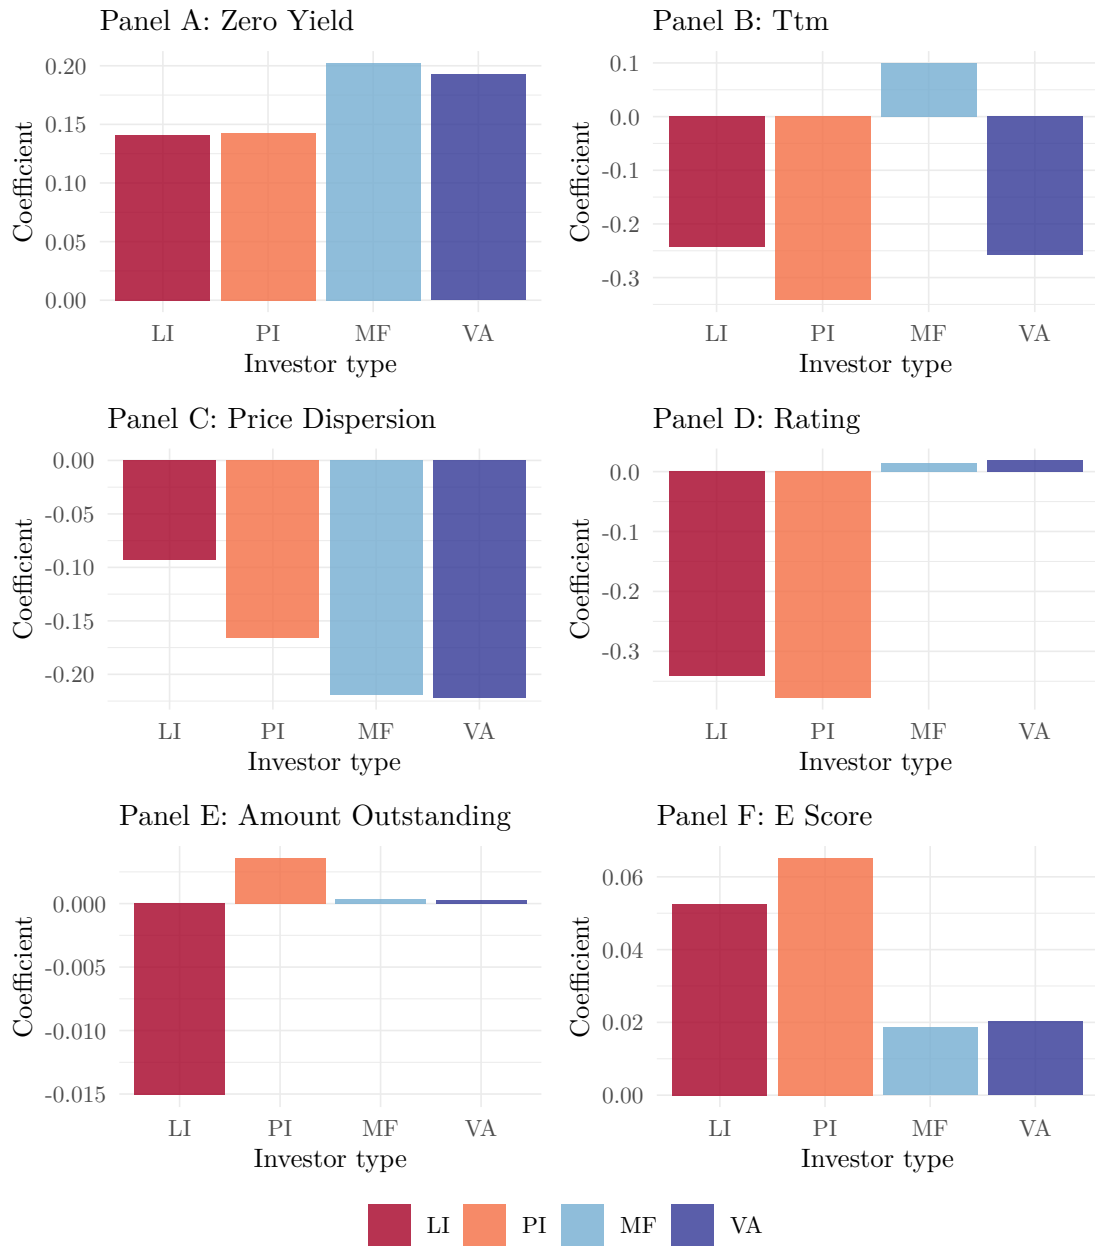 Panel A: Zero Yield
Coefficient
0.20
0.15
0.10
0.05
0.00
LI PI MF VA
Investor type
Panel B: Ttm
Coefficient
0.1
0.0
-0.1
-0.2
-0.3
LI PI MF VA
Investor type
Panel C: Price Dispersion
Coefficient
0.00
-0.05
-0.10
-0.15
-0.20
LI PI MF VA
Investor type
Panel D: Rating
Coefficient
0.0
-0.1
-0.2
-0.3
LI PI MF VA
Investor type
Panel E: Amount Outstanding
Coefficient
0.000
-0.005
-0.010
-0.015
LI PI MF VA
Investor type
Panel F: E Score
Coefficient
0.06
0.04
0.02
0.00
LI PI MF VA
Investor type
LI PI MF VA